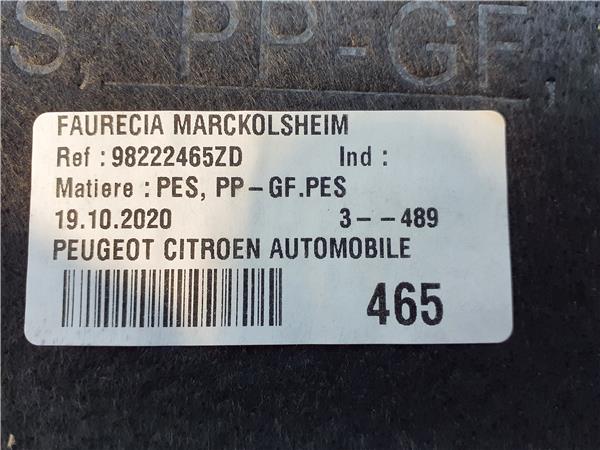 S, PP-GF,
FAURECIA MARCKOLSHEIM
Ref : 98222465ZD Ind :
Matiere : PES, PP-GF.PES
19.10.2020 3--489
PEUGEOT CITROEN AUTOMOBILE
465